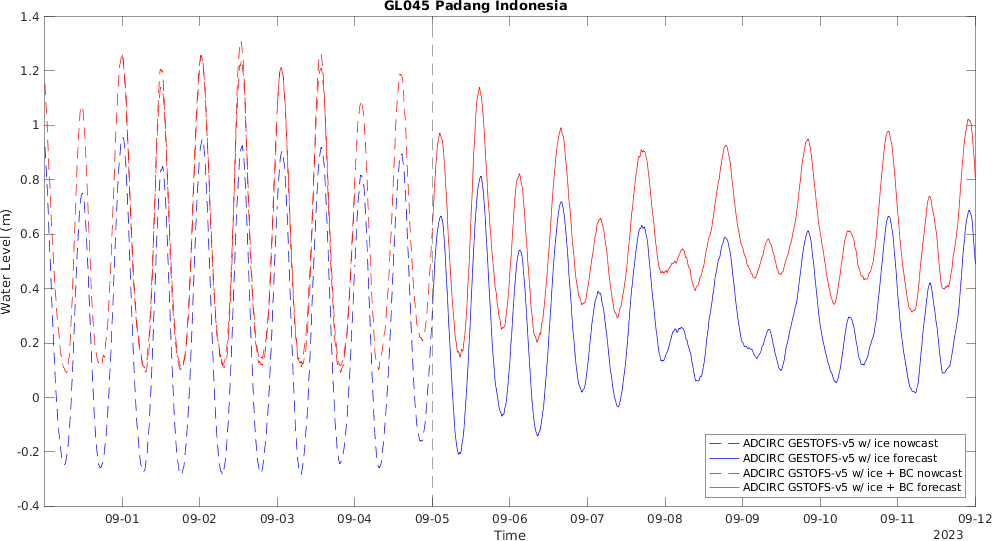 GL045 Padang Indonesia
1.4
1.2
1
0.8
0.6
0.4
0.2
0
-0.2
-0.4
Water Level (m)
ADCIRC GESTOFS-v5 w/ ice nowcast
ADCIRC GESTOFS-v5 w/ ice forecast
ADCIRC GSTOFS-v5 w/ ice + BC nowcast
ADCIRC GSTOFS-v5 w/ ice + BC forecast
09-01 09-02 09-03 09-04 09-05 09-06 09-07 09-08 09-09 09-10 09-11 09-12
Time
2023